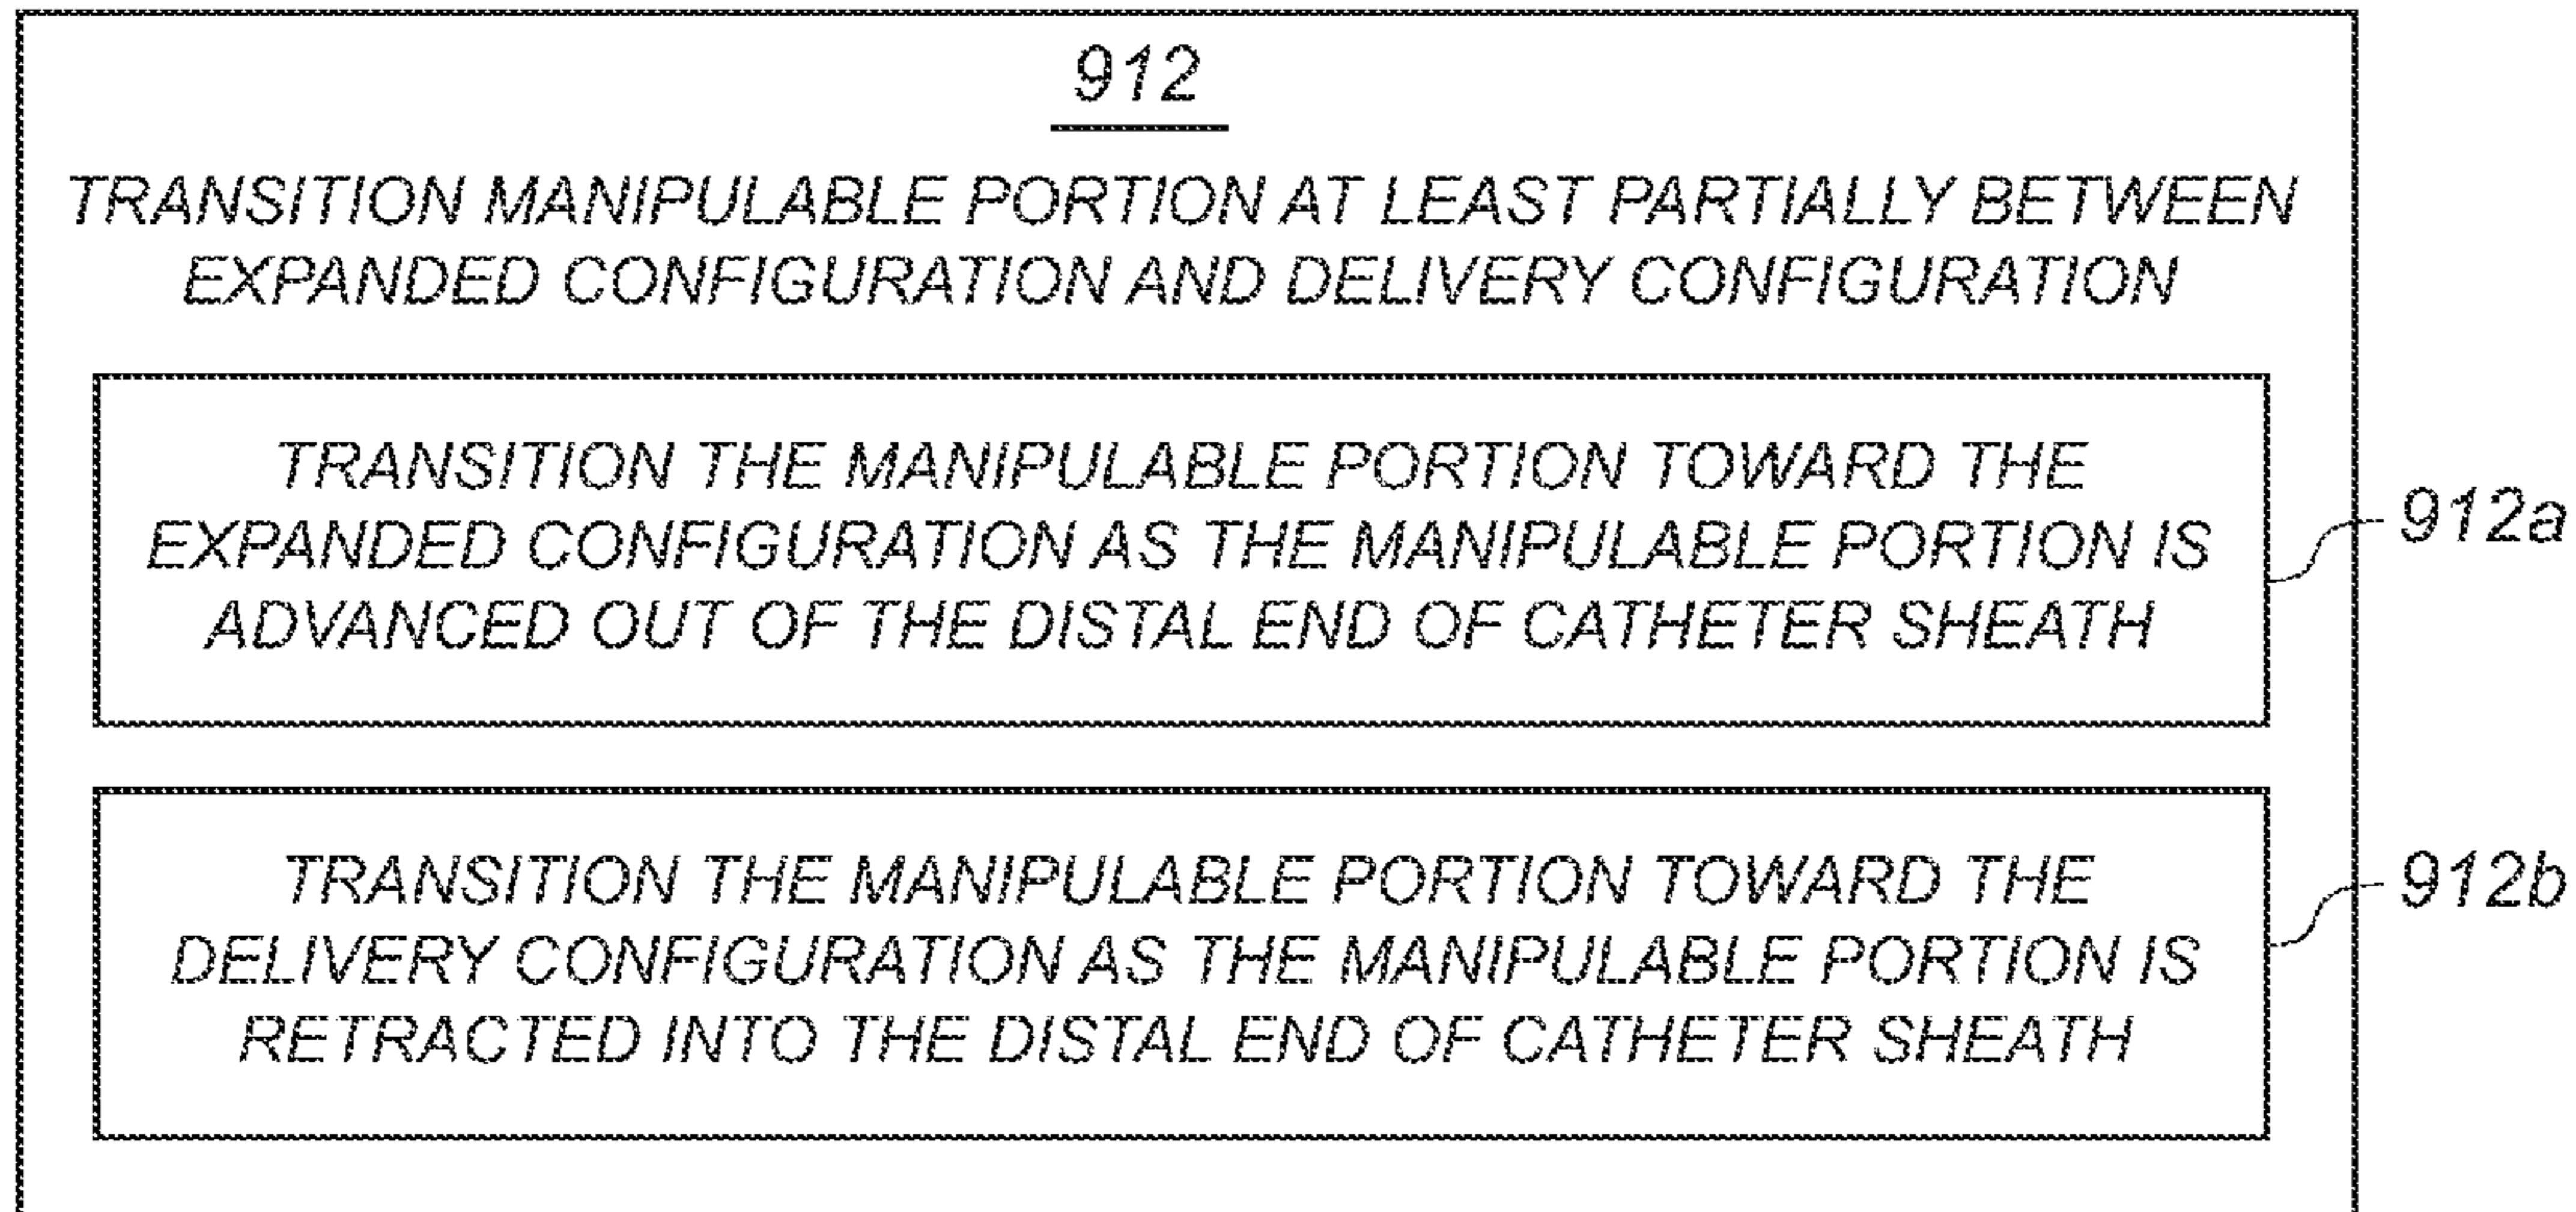 912
TRANSITION MANIPULABLE PORTION AT LEAST PARTIALLY BETWEEN
EXPANDED CONFIGURATION AND DELIVERY CONFIGURATION
TRANSITION THE MANIPULABLE PORTION TOWARD THE
EXPANDED CONFIGURATION AS THE MANIPULABLE PORTION IS
ADVANCED OUT OF THE DISTAL END OF CATHETER SHEATH
912a
TRANSITION THE MANIPULABLE PORTION TOWARD THE
DELIVERY CONFIGURATION AS THE MANIPULABLE PORTION IS
RETRACTED INTO THE DISTAL END OF CATHETER SHEATH
912b